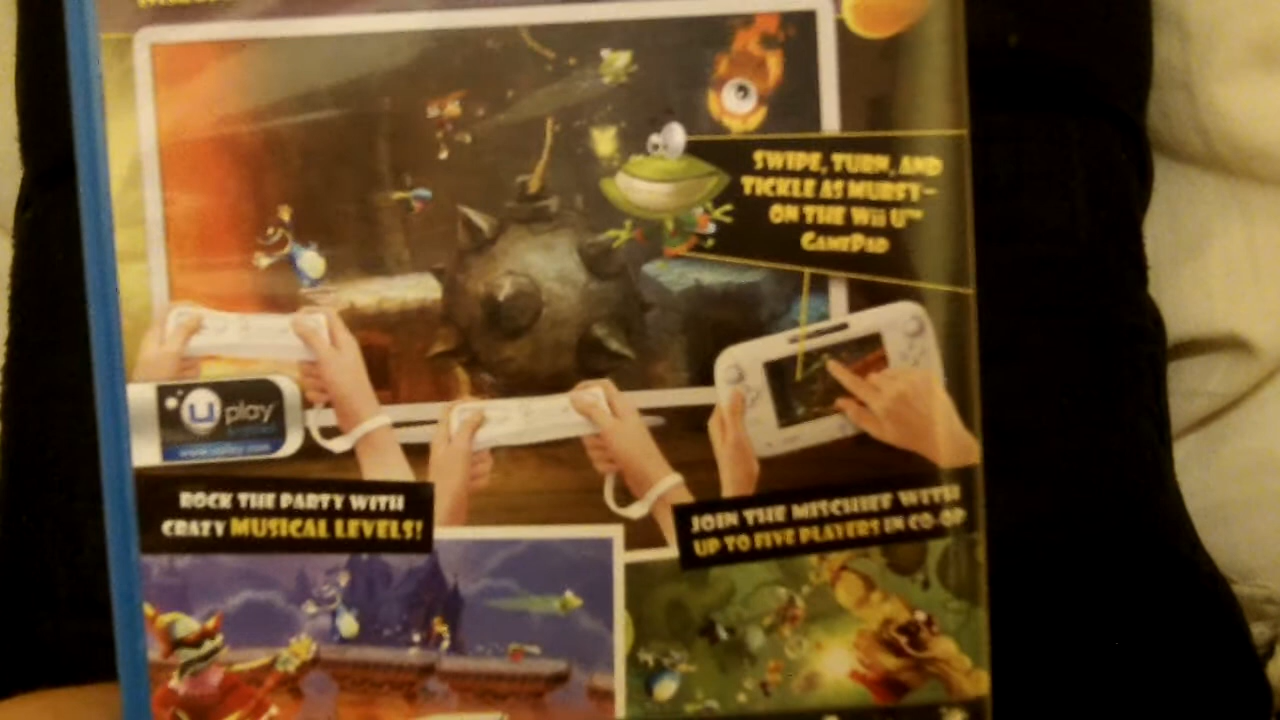 SWIPE, TURN, AND
TICKLE AS MURFY–
ON THE Wii U™
GAMEPAD
Uplay
ROCK THE PARTY WITH
CRAZY MUSICAL LEVELS!
JOIN THE MISCHIEF WITH
UP TO FIVE PLAYERS IN CO-OP